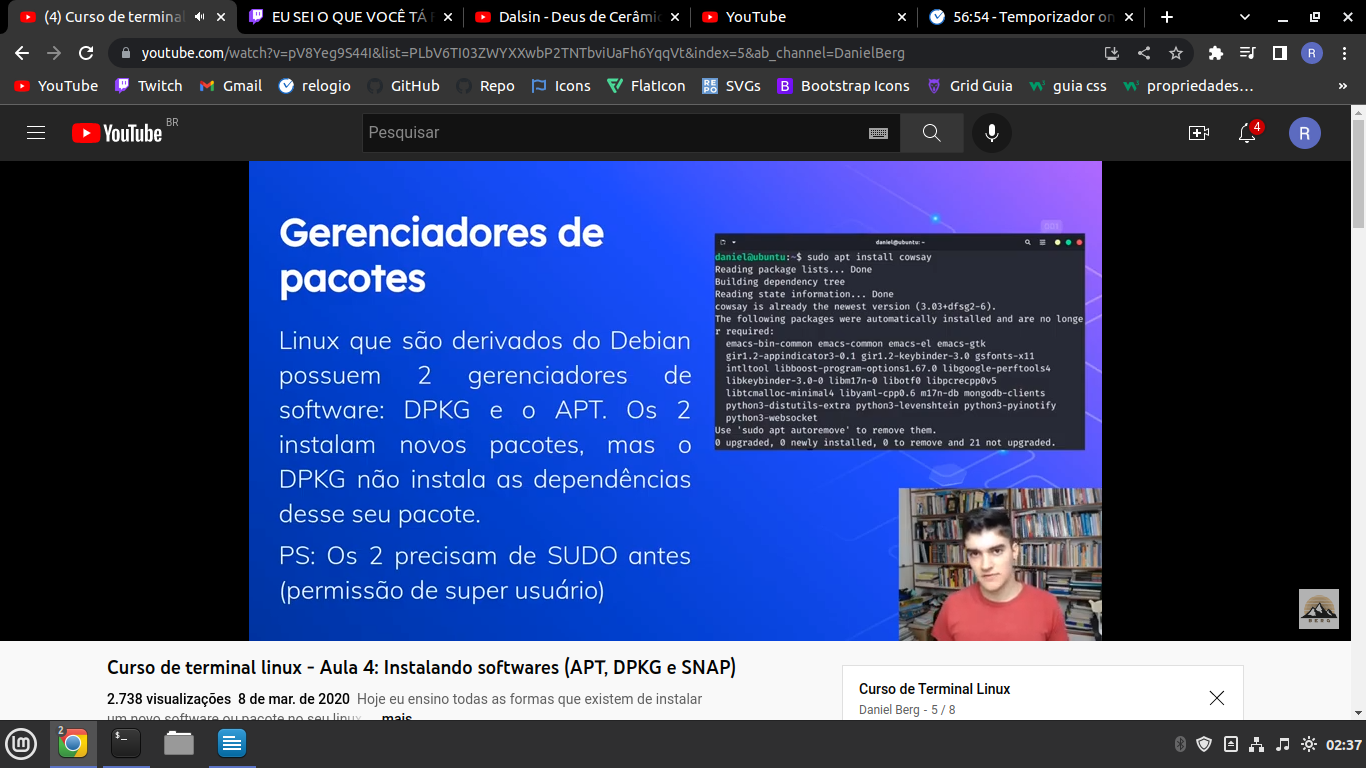 (4) Curso de terminal
EU SEI O QUE VOCÊ TÁ
Dalsin - Deus de Cerâmi
YouTube
56:54 - Temporizador on
youtube.com/watch?v=pV8Yeg9S44I&list=PLbV6TI03ZWYXXwbP2TNTbviUaFh6YqqVt&index=5&ab_channel=DanielBerg
R
YouTube
Twitch
Gmail
relogio
GitHub
Repo
Icons
FlatIcon
SVGs
Bootstrap Icons
Grid Guia
guia css
propriedades...
»
YouTube
BR
Pesquisar
4
R
Gerenciadores de
pacotes
Linux que são derivados do Debian
possuem 2 gerenciadores de
software: DPKG e o APT. Os 2
instalam novos pacotes, mas o
DPKG não instala as dependências
desse seu pacote.
PS: Os 2 precisam de SUDO antes
(permissão de super usuário)
daniel@ubuntu: ~
daniel@ubuntu:~$ sudo apt install cowsay
Reading package lists... Done
Building dependency tree
Reading state information... Done
cowsay is already the newest version (3.03+dfsg2-6).
The following packages were automatically installed and are no longe
r required:
emacs-bin-common emacs-common emacs-el emacs-gtk
gir1.2-appindicator3-0.1 gir1.2-keybinder-3.0 gsfonts-x11
intltool libboost-program-options1.67.0 libgoogle-perftools4
libkeybinder-3.0-0 libm17n-0 libotf0 libpcrecpp0v5
libtcmalloc-minimal4 libyaml-cpp0.6 m17n-db mongodb-clients
python3-distutils-extra python3-levenshtein python3-pyinotify
python3-websocket
Use 'sudo apt autoremove' to remove them.
0 upgraded, 0 newly installed, 0 to remove and 21 not upgraded.
BERG
Curso de terminal linux - Aula 4: Instalando softwares (APT, DPKG e SNAP)
2.738 visualizações 8 de mar. de 2020 Hoje eu ensino todas as formas que existem de instalar
um novo software ou pacote no seu linux. ... mais
Curso de Terminal Linux
Daniel Berg - 5 / 8
2
$_
02:37